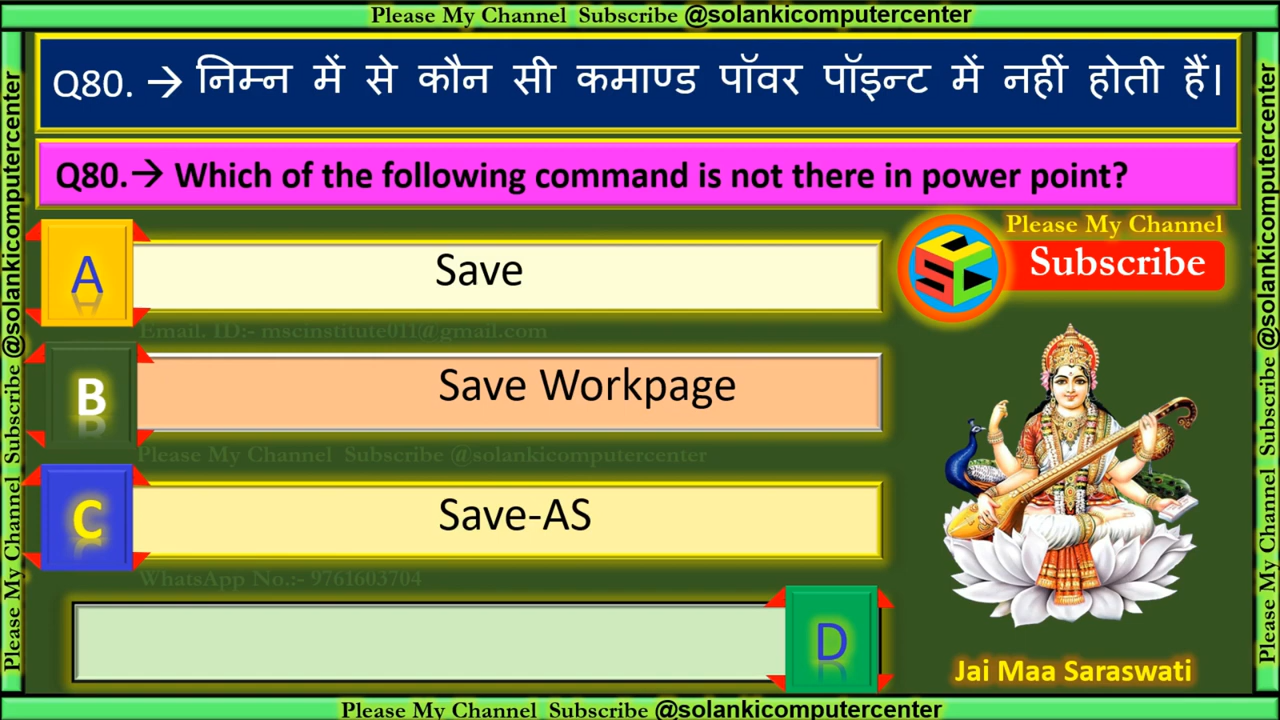 Please My Channel Subscribe @solankicomputercenter
Q80. → निम्न में से कौन सी कमाण्ड पॉवर पॉइन्ट में नहीं होती हैं।
Q80.→ Which of the following command is not there in power point?
Please My Channel
Subscribe
A
Save
Email. ID:- mscinstitute011@gmail.com
B
Save Workpage
Please My Channel Subscribe @solankicomputercenter
C
Save-AS
WhatsApp No.:- 9761603704
D
Jai Maa Saraswati
Please My Channel Subscribe @solankicomputercenter
Please My Channel Subscribe @solankicomputercenter
Please My Channel Subscribe @solankicomputercenter